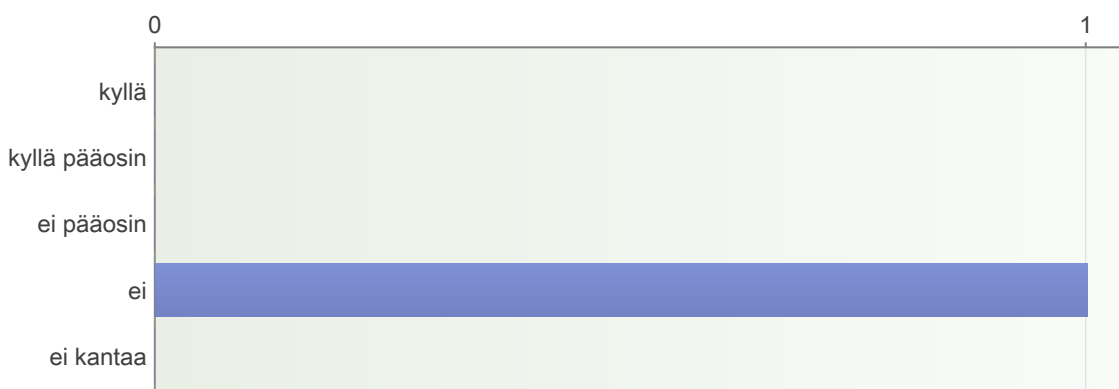 0 1
kyllä
kyllä pääosin
ei pääosin
ei
ei kantaa